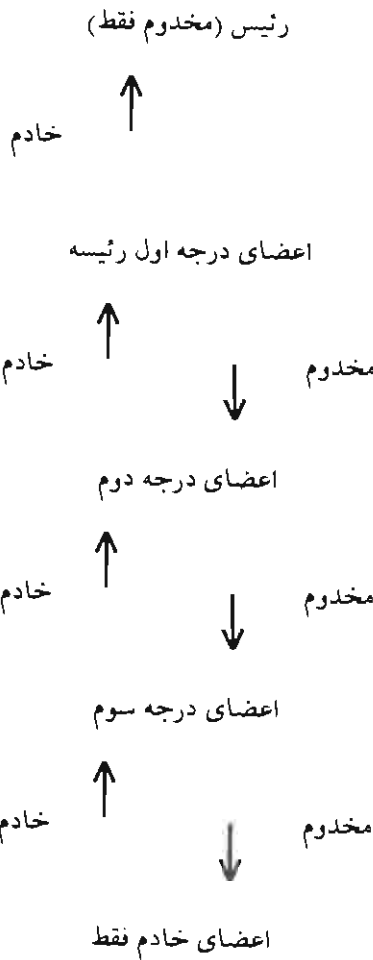 رئیس (مخدوم فقط)
خادم
اعضای درجه اول رئیسه
مخدوم
خادم
اعضای درجه دوم
مخدوم
خادم
اعضای درجه سوم
مخدوم
خادم
اعضای خادم فقط